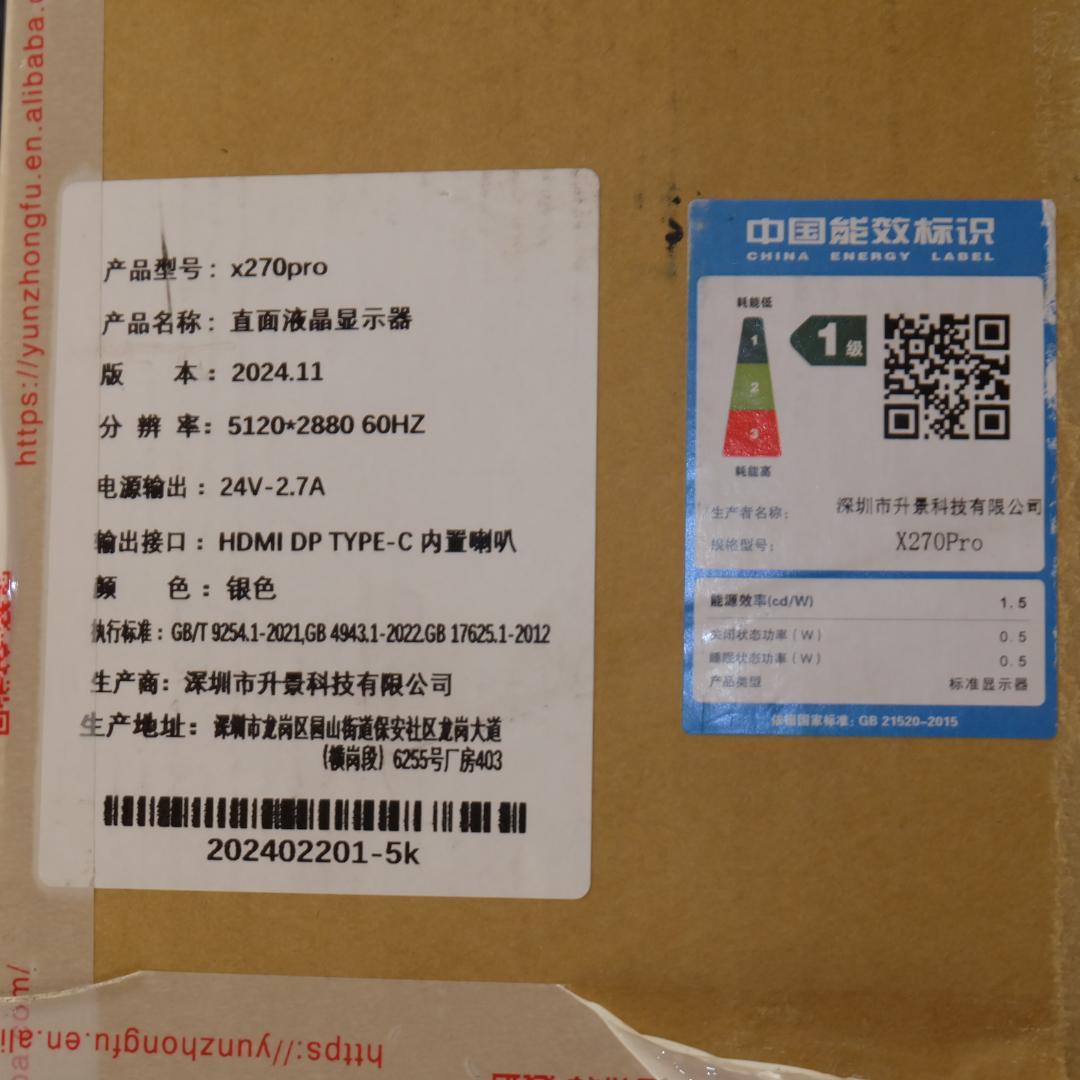 https://yunzhongfu.en.alibaba.c
产品型号：x270pro
产品名称：直面液晶显示器
版 本：2024.11
分 辨 率：5120*2880 60HZ
电源输出：24V-2.7A
输出接口：HDMI DP TYPE-C 内置喇叭
颜 色：银色
执行标准：GB/T 9254.1-2021,GB 4943.1-2022.GB 17625.1-2012
生产商：深圳市升景科技有限公司
生产地址：深圳市龙岗区园山街道保安社区龙岗大道
（横岗段）6255号厂房403
202402201-5k
中国能效标识
CHINA ENERGY LABEL
耗能低
1
2
3
耗能高
1级
生产者名称： 深圳市升景科技有限公司
规格型号： X270Pro
能源效率(cd/W) 1.5
关闭状态功率（W） 0.5
睡眠状态功率（W） 0.5
产品类型 标准显示器
依据国家标准：GB 21520-2015
https://yunzhongfu.en.ali